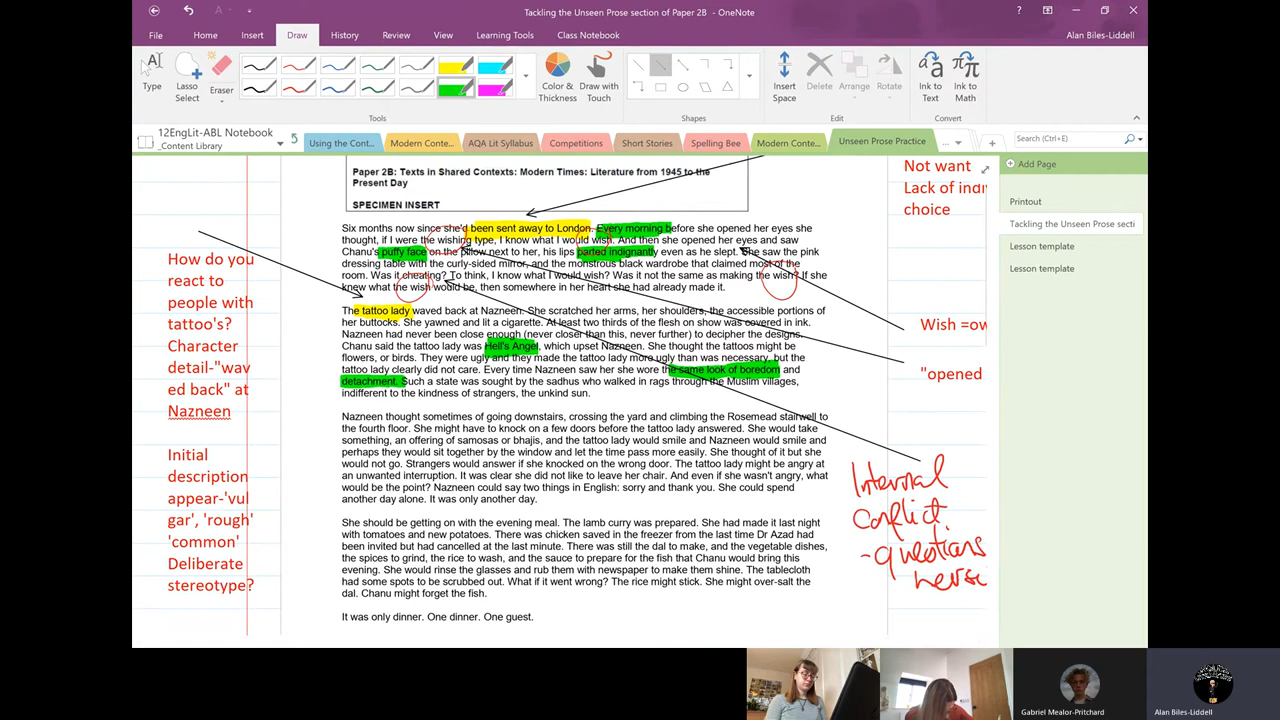 Tackling the Unseen Prose section of Paper 2B - OneNote
File Home Insert Draw History Review View Learning Tools Class Notebook
Alan Biles-Liddell
Type
Lasso Select
Eraser
Color & Thickness
Draw with Touch
Insert Space
Delete
Arrange
Rotate
Ink to Text
Ink to Math
Tools
Shapes
Edit
Convert
12EngLit-ABL Notebook
_Content Library
Using the Cont...
Modern Conte...
AQA Lit Syllabus
Competitions
Short Stories
Spelling Bee
Modern Conte...
Unseen Prose Practice
Search (Ctrl+E)
Add Page
Printout
Tackling the Unseen Prose secti
Lesson template
Lesson template
Paper 2B: Texts in Shared Contexts: Modern Times: Literature from 1945 to the
Present Day
SPECIMEN INSERT
Six months now since she'd been sent away to London. Every morning before she opened her eyes she
thought, if I were the wishing type, I know what I would wish. And then she opened her eyes and saw
Chanu's puffy face on the pillow next to her, his lips parted indignantly even as he slept. She saw the pink
dressing table with the curly-sided mirror, and the monstrous black wardrobe that claimed most of the
room. Was it cheating? To think, I know what I would wish? Was it not the same as making the wish? If she
knew what the wish would be, then somewhere in her heart she had already made it.
The tattoo lady waved back at Nazneen. She scratched her arms, her shoulders, the accessible portions of
her buttocks. She yawned and lit a cigarette. At least two thirds of the flesh on show was covered in ink.
Nazneen had never been close enough (never closer than this, never further) to decipher the designs.
Chanu said the tattoo lady was Hell's Angel, which upset Nazneen. She thought the tattoos might be
flowers, or birds. They were ugly and they made the tattoo lady more ugly than was necessary, but the
tattoo lady clearly did not care. Every time Nazneen saw her she wore the same look of boredom and
detachment. Such a state was sought by the sadhus who walked in rags through the Muslim villages,
indifferent to the kindness of strangers, the unkind sun.
Nazneen thought sometimes of going downstairs, crossing the yard and climbing the Rosemead stairwell to
the fourth floor. She might have to knock on a few doors before the tattoo lady answered. She would take
something, an offering of samosas or bhajis, and the tattoo lady would smile and Nazneen would smile and
perhaps they would sit together by the window and let the time pass more easily. She thought of it but she
would not go. Strangers would answer if she knocked on the wrong door. The tattoo lady might be angry at
an unwanted interruption. It was clear she did not like to leave her chair. And even if she wasn't angry, what
would be the point? Nazneen could say two things in English: sorry and thank you. She could spend
another day alone. It was only another day.
She should be getting on with the evening meal. The lamb curry was prepared. She had made it last night
with tomatoes and new potatoes. There was chicken saved in the freezer from the last time Dr Azad had
been invited but had cancelled at the last minute. There was still the dal to make, and the vegetable dishes,
the spices to grind, the rice to wash, and the sauce to prepare for the fish that Chanu would bring this
evening. She would rinse the glasses and rub them with newspaper to make them shine. The tablecloth
had some spots to be scrubbed out. What if it went wrong? The rice might stick. She might over-salt the
dal. Chanu might forget the fish.
It was only dinner. One dinner. One guest.
How do you
react to
people with
tattoo's?
Character
detail-"wav
ed back" at
Nazneen
Initial
description
appear-'vul
gar', 'rough'
'common'
Deliberate
stereotype?
Not want
Lack of
choice
Wish =ow
"opened
Internal
Conflict.
-questions
herse
Gabriel Mealor-Pritchard
Alan Biles-Liddell